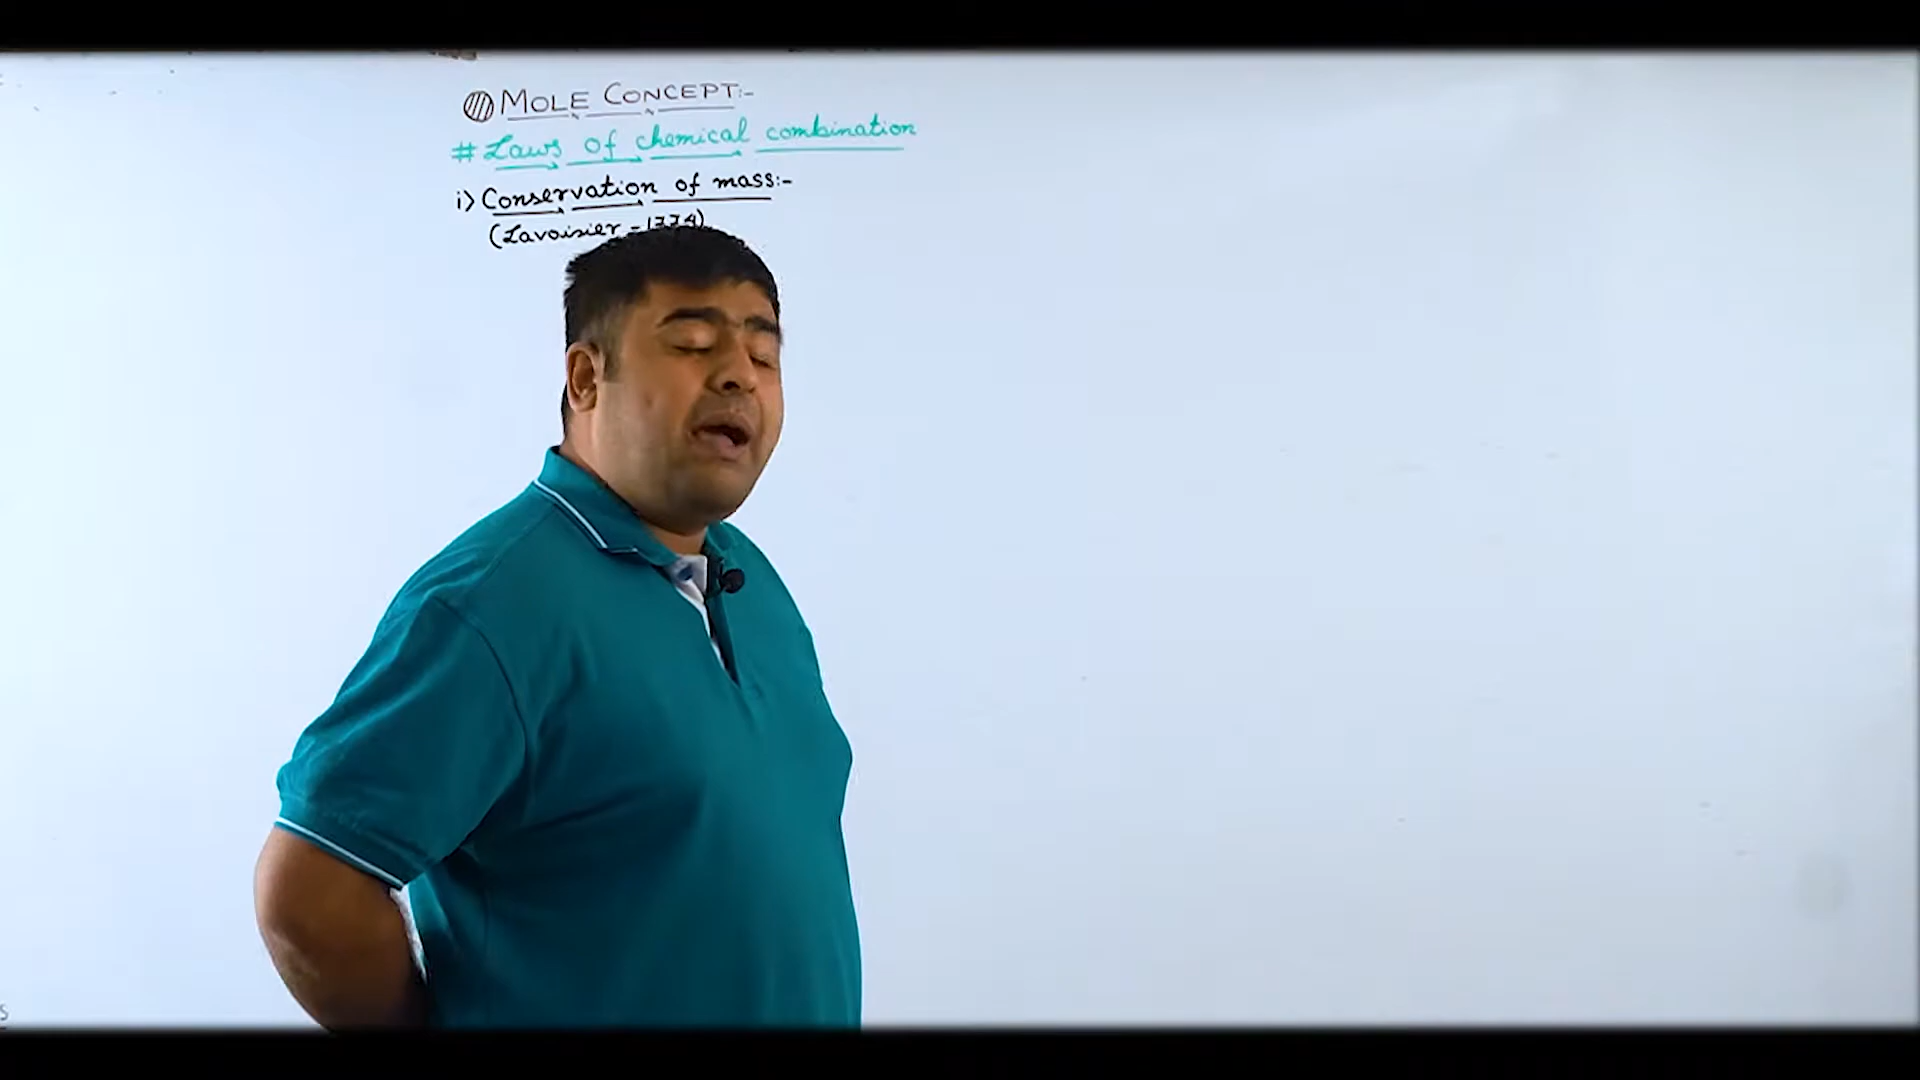 MOLE CONCEPT:-
# Laws of chemical combination
i) Conservation of mass:-
(Lavoisier - 1774)